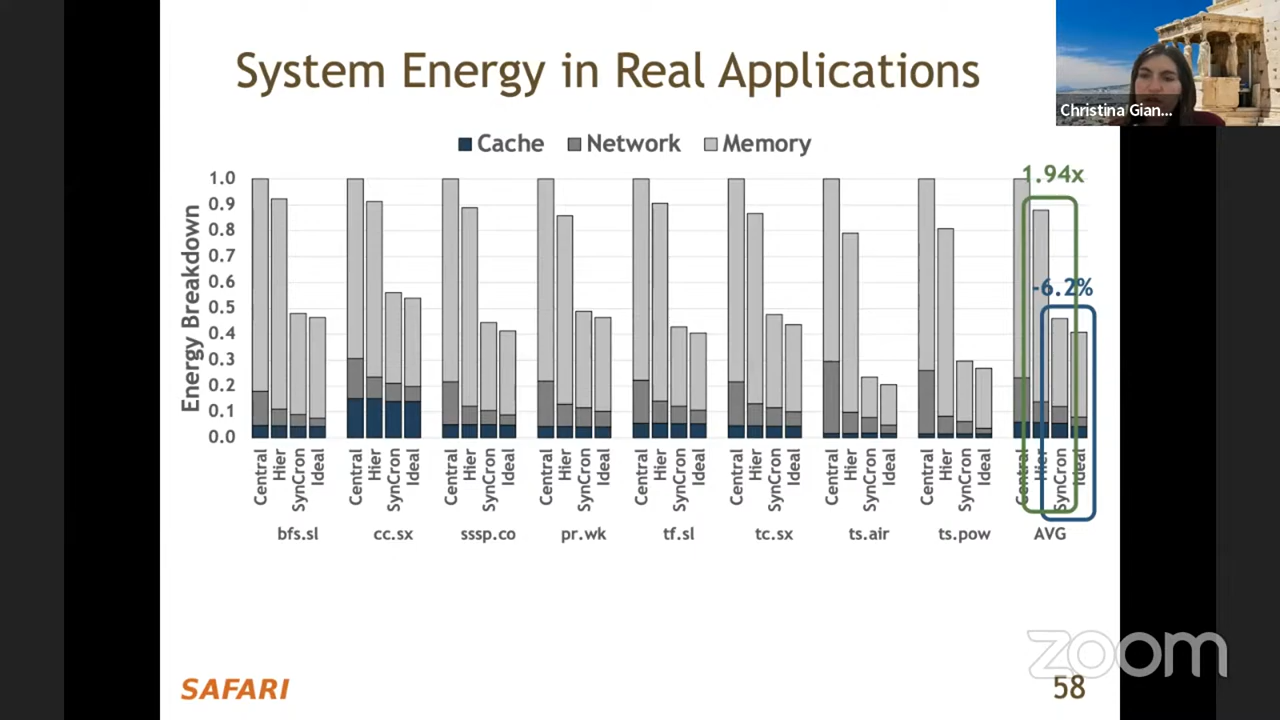 System Energy in Real Applications
Christina Gian...
Cache Network Memory
Energy Breakdown
1.0
0.9
0.8
0.7
0.6
0.5
0.4
0.3
0.2
0.1
0.0
1.94x
-6.2%
Central Hier SynCron Ideal
Central Hier SynCron Ideal
Central Hier SynCron Ideal
Central Hier SynCron Ideal
Central Hier SynCron Ideal
Central Hier SynCron Ideal
Central Hier SynCron Ideal
Central Hier SynCron Ideal
Central Hier SynCron Ideal
bfs.sl cc.sx sssp.co pr.wk tf.sl tc.sx ts.air ts.pow AVG
zoom
SAFARI
58